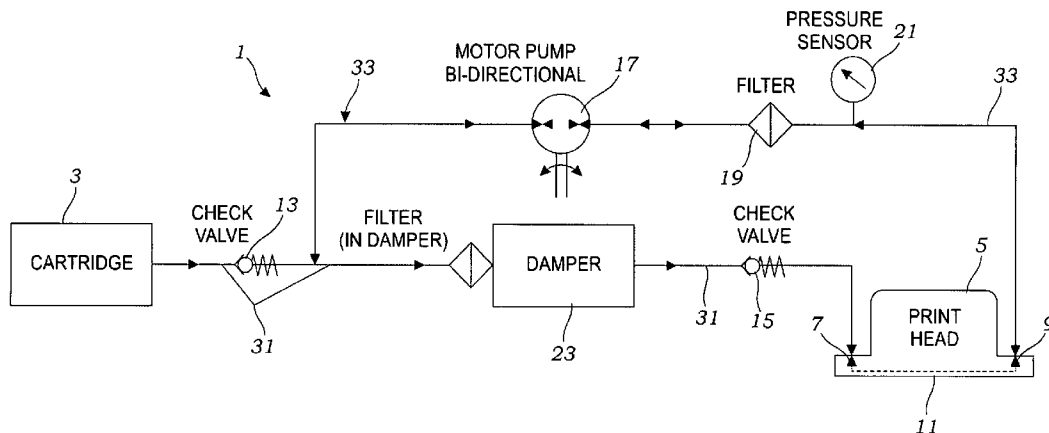 PRESSURE
SENSOR
21
1
MOTOR PUMP
BI-DIRECTIONAL
17
33
FILTER
33
19
3
CHECK
VALVE
13
FILTER
(IN DAMPER)
CHECK
VALVE
CARTRIDGE
DAMPER
5
31
23
31
15
7
PRINT
HEAD
9
11